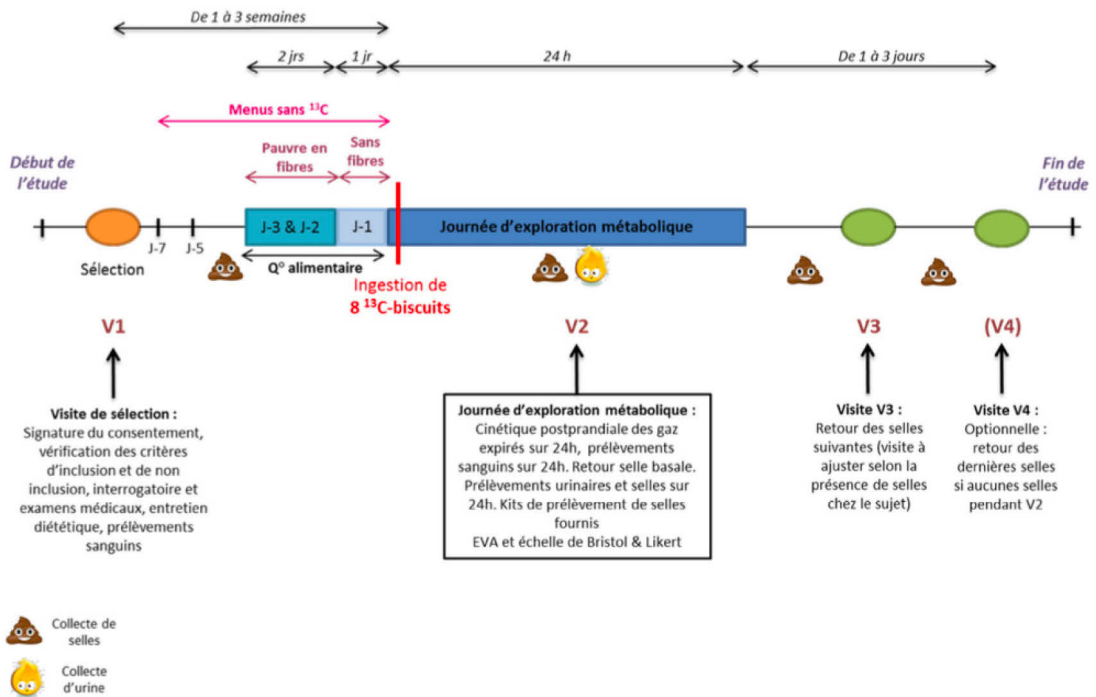 De 1 à 3 semaines
2 jrs
1 jr
24 h
De 1 à 3 jours
Menus sans ¹³C
Pauvre en
fibres
Sans
fibres
Début de
l'étude
Fin de
l'étude
J-3 & J-2
J-1
Journée d'exploration métabolique
J-7
J-5
Sélection
Q° alimentaire
Ingestion de
8 ¹³C-biscuits
V1
V2
V3
(V4)
Visite de sélection :
Signature du consentement,
vérification des critères
d'inclusion et de non
inclusion, interrogatoire et
examens médicaux, entretien
diététique, prélèvements
sanguins
Journée d'exploration métabolique :
Cinétique postprandiale des gaz
expirés sur 24h, prélèvements
sanguins sur 24h. Retour selle basale.
Prélèvements urinaires et selles sur
24h. Kits de prélèvement de selles
fournis
EVA et échelle de Bristol & Likert
Visite V3 :
Retour des selles
suivantes (visite à
ajuster selon la
présence de selles
chez le sujet)
Visite V4 :
Optionnelle :
retour des
dernières selles
si aucunes selles
pendant V2
Collecte de
selles
Collecte
d'urine